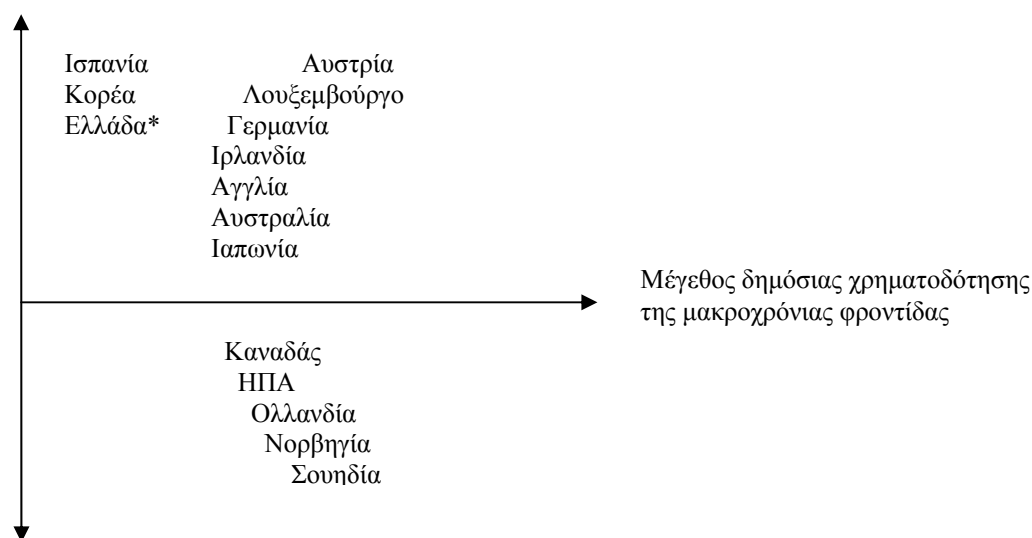 Ισπανία Αυστρία
Κορέα Λουξεμβούργο
Ελλάδα* Γερμανία
Ιρλανδία
Αγγλία
Αυστραλία
Ιαπωνία
Μέγεθος δημόσιας χρηματοδότησης
της μακροχρόνιας φροντίδας
Καναδάς
ΗΠΑ
Ολλανδία
Νορβηγία
Σουηδία